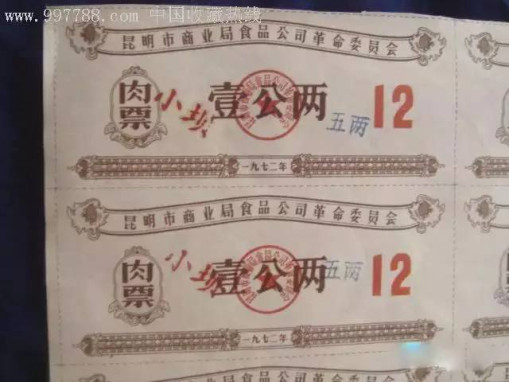 www.997788.com 中国收藏热线
昆明市商业局食品公司革命委员会
肉票
小坝
壹公两
五两
12
一九七二年
昆明市商业局食品公司革命委员会
肉票
小坝
壹公两
五两
12
一九七二年